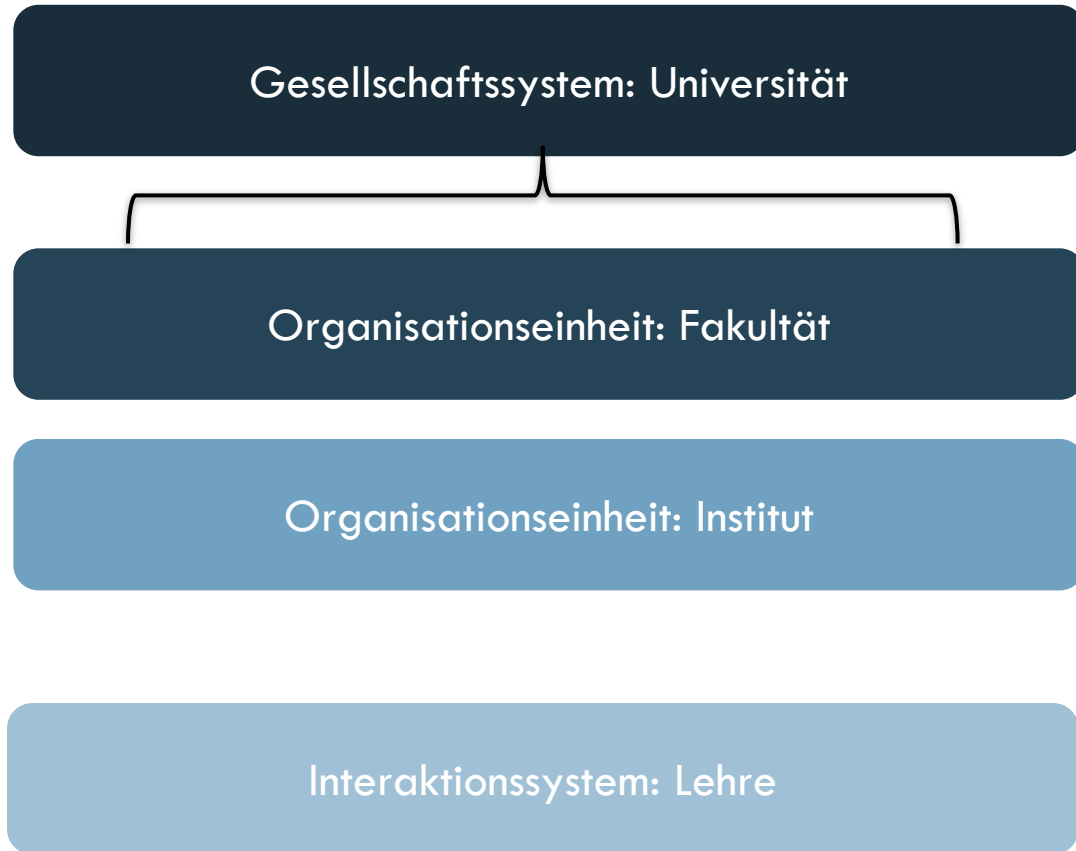 Gesellschaftssystem: Universität
Organisationseinheit: Fakultät
Organisationseinheit: Institut
Interaktionssystem: Lehre